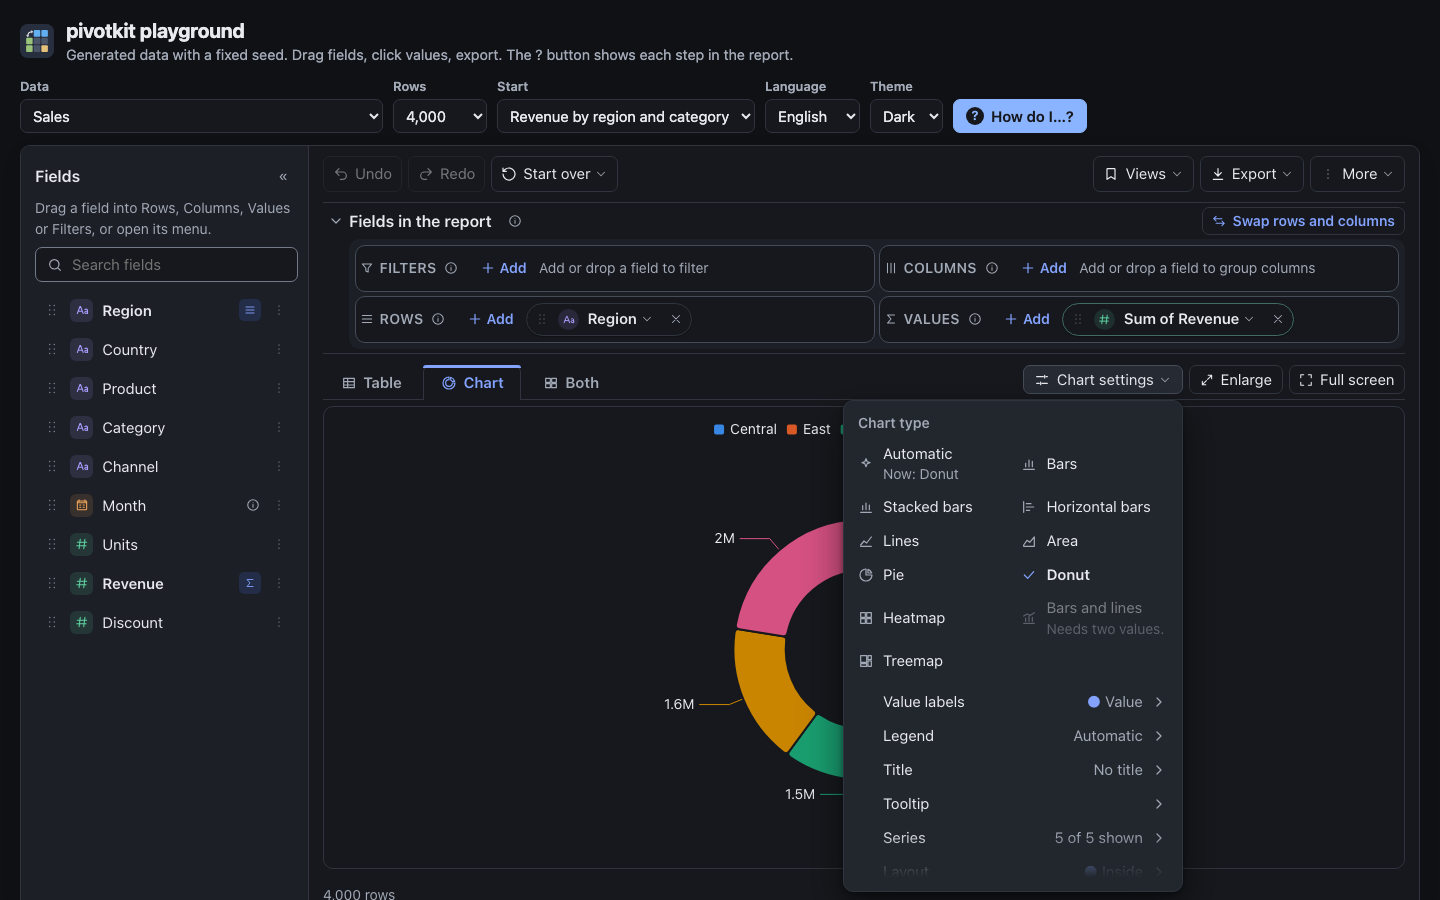 pivotkit playground
Generated data with a fixed seed. Drag fields, click values, export. The ? button shows each step in the report.
Data
Rows
Start
Language
Theme
Sales
4,000
Revenue by region and category
English
Dark
? How do I...?
Fields
«
Drag a field into Rows, Columns, Values
or Filters, or open its menu.
Search fields
Aa Region
Aa Country
Aa Product
Aa Category
Aa Channel
Month
# Units
# Revenue Σ
# Discount
Undo
Redo
Start over
Views
Export
More
Fields in the report
Swap rows and columns
FILTERS + Add Add or drop a field to filter
COLUMNS + Add Add or drop a field to group columns
ROWS + Add Aa Region ×
Σ VALUES + Add # Sum of Revenue ×
Table
Chart
Both
Chart settings
Enlarge
Full screen
Central
East
2M
1.6M
1.5M
Chart type
Automatic
Now: Donut
Bars
Stacked bars
Horizontal bars
Lines
Area
Pie
Donut
Heatmap
Bars and lines
Needs two values.
Treemap
Value labels Value
Legend Automatic
Title No title
Tooltip
Series 5 of 5 shown
Layout Inside
4,000 rows